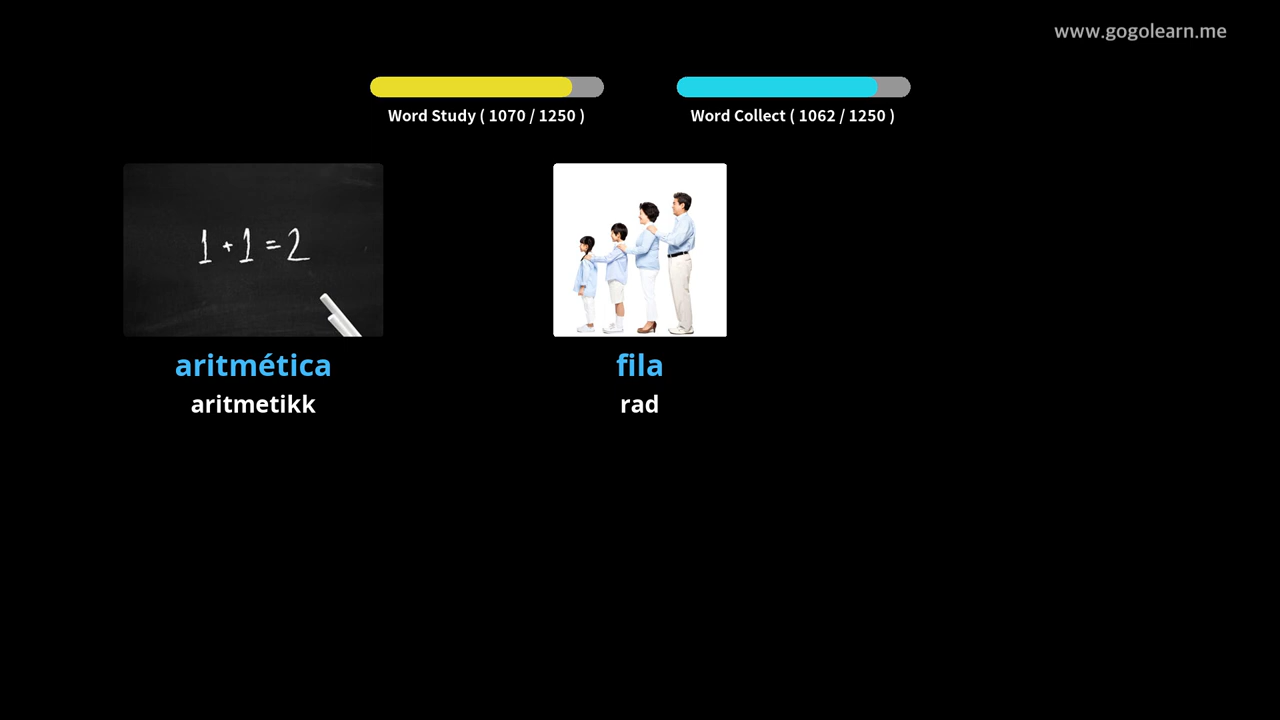 www.gogolearn.me
Word Study ( 1070 / 1250 )
Word Collect ( 1062 / 1250 )
1 + 1 = 2
aritmética
aritmetikk
fila
rad